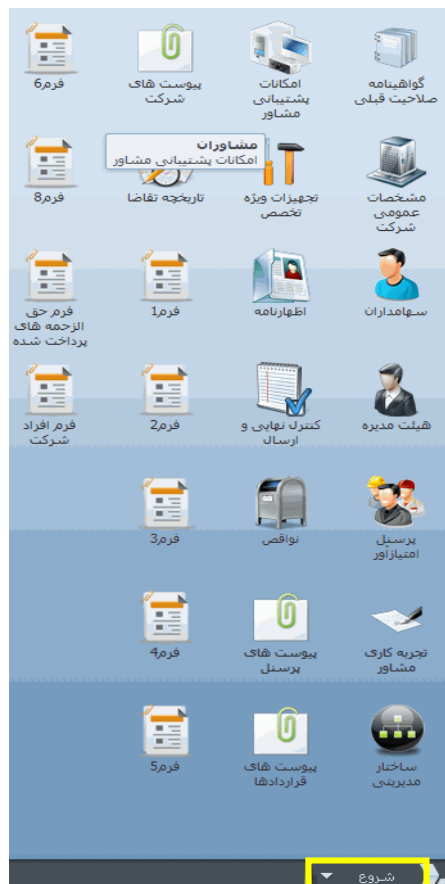 گواهینامه
صلاحیت قبلی
امکانات
پشتیبانی
مشاور
پیوست های
شرکت
فرم6
مشخصات
عمومی
شرکت
تجهیزات ویژه
تخصص
مشاوران
امکانات پشتیبانی مشاور
تاریخچه تقاضا
فرم8
سهامداران
اظهارنامه
فرم1
فرم حق
الزحمه های
پرداخت شده
هیئت مدیره
کنترل نهایی و
ارسال
فرم2
فرم افراد
شرکت
پرسنل
امتیازآور
نواقص
فرم3
تجربه کاری
مشاور
پیوست های
پرسنل
فرم4
ساختار
مدیریتی
پیوست های
قراردادها
فرم5
شروع